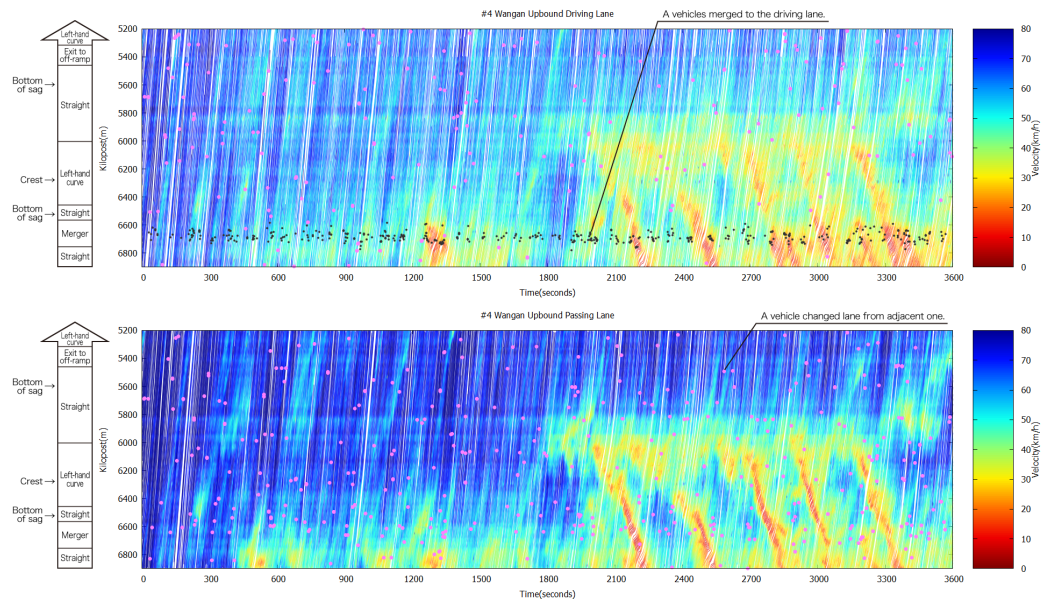 #4 Wangan Upbound Driving Lane
A vehicles merged to the driving lane.
Left-hand
curve
Exit to
off-ramp
Bottom
of sag
Straight
Crest
Left-hand
curve
Bottom
of sag
Straight
Merger
Straight
Kilopost(m)
5200
5400
5600
5800
6000
6200
6400
6600
6800
0
300
600
900
1200
1500
1800
2100
2400
2700
3000
3300
3600
Time(seconds)
80
70
60
50
40
30
20
10
0
Velocity(km/h)
#4 Wangan Upbound Passing Lane
A vehicle changed lane from adjacent one.
Left-hand
curve
Exit to
off-ramp
Bottom
of sag
Straight
Crest
Left-hand
curve
Bottom
of sag
Straight
Merger
Straight
Kilopost(m)
5200
5400
5600
5800
6000
6200
6400
6600
6800
0
300
600
900
1200
1500
1800
2100
2400
2700
3000
3300
3600
Time(seconds)
80
70
60
50
40
30
20
10
0
Velocity(km/h)